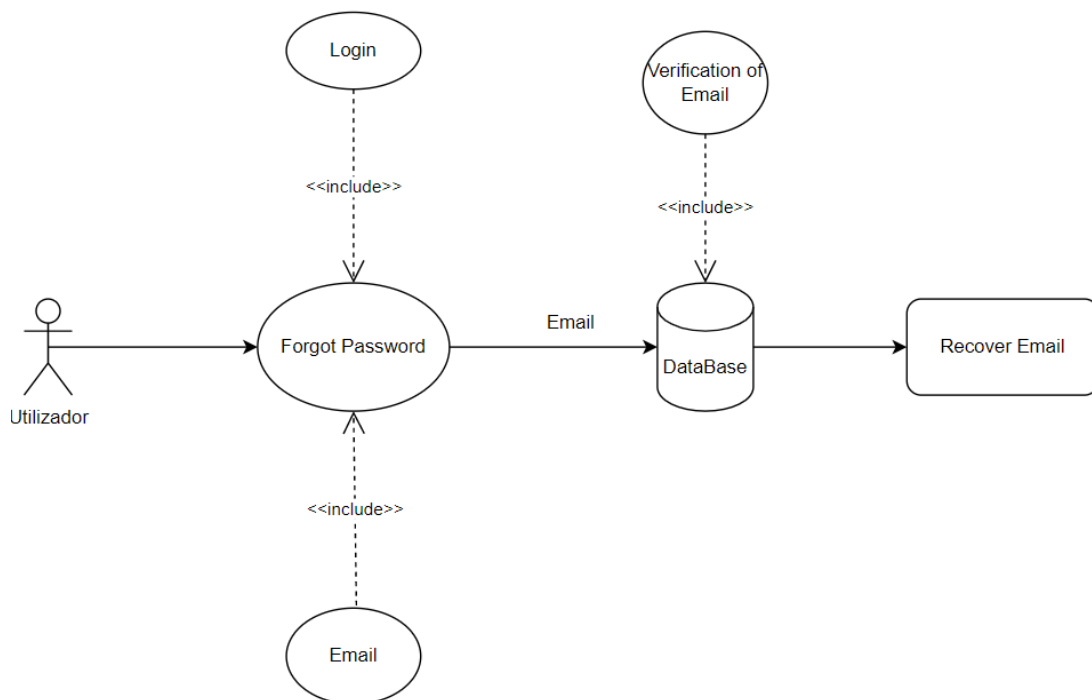 Login
Verification of
Email
<<include>>
<<include>>
Email
Forgot Password
DataBase
Recover Email
Utilizador
<<include>>
Email